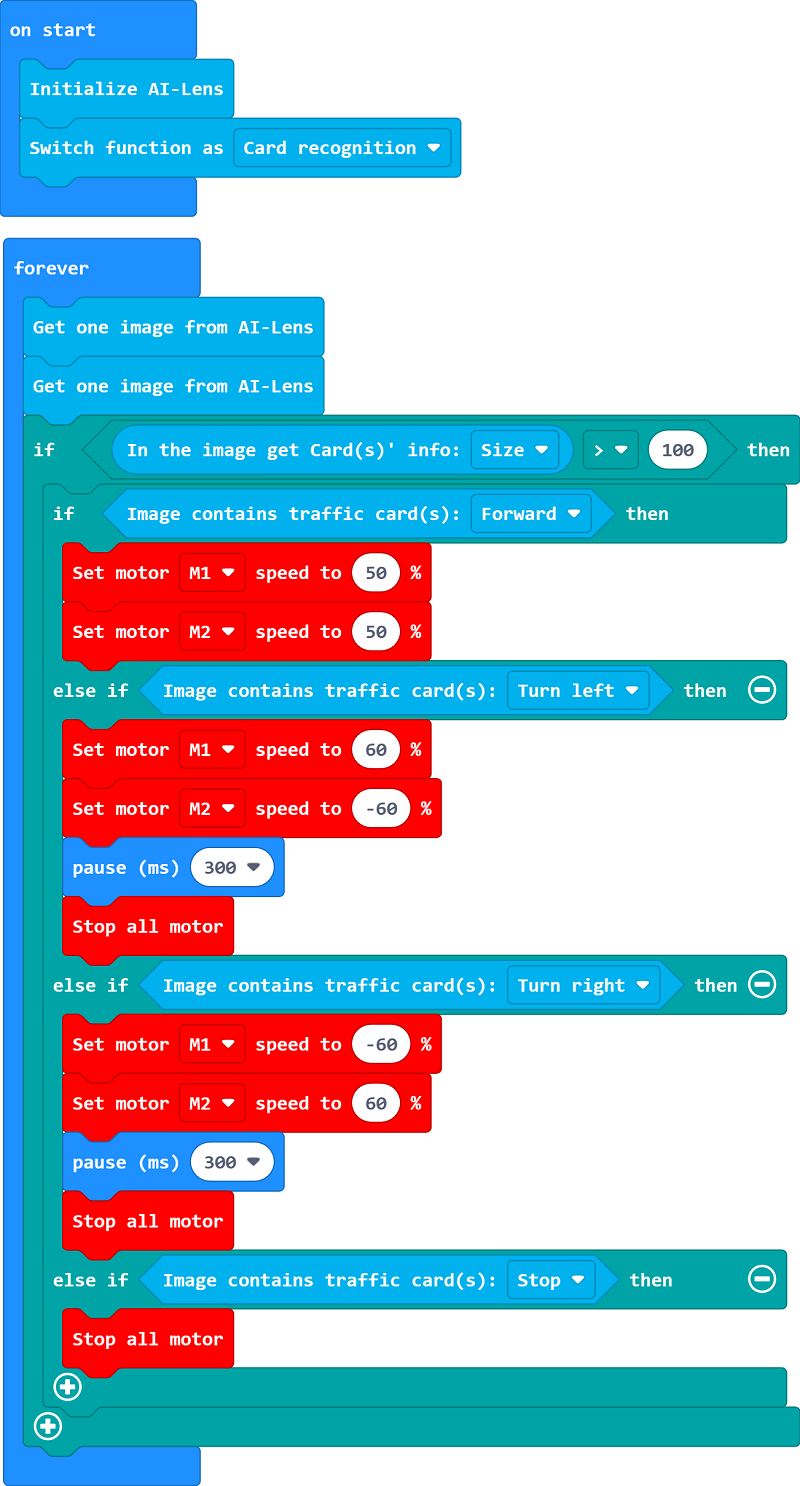 on start
Initialize AI-Lens
Switch function as Card recognition
forever
Get one image from AI-Lens
Get one image from AI-Lens
if In the image get Card(s)' info: Size > 100 then
if Image contains traffic card(s): Forward then
Set motor M1 speed to 50 %
Set motor M2 speed to 50 %
else if Image contains traffic card(s): Turn left then
Set motor M1 speed to 60 %
Set motor M2 speed to -60 %
pause (ms) 300
Stop all motor
else if Image contains traffic card(s): Turn right then
Set motor M1 speed to -60 %
Set motor M2 speed to 60 %
pause (ms) 300
Stop all motor
else if Image contains traffic card(s): Stop then
Stop all motor